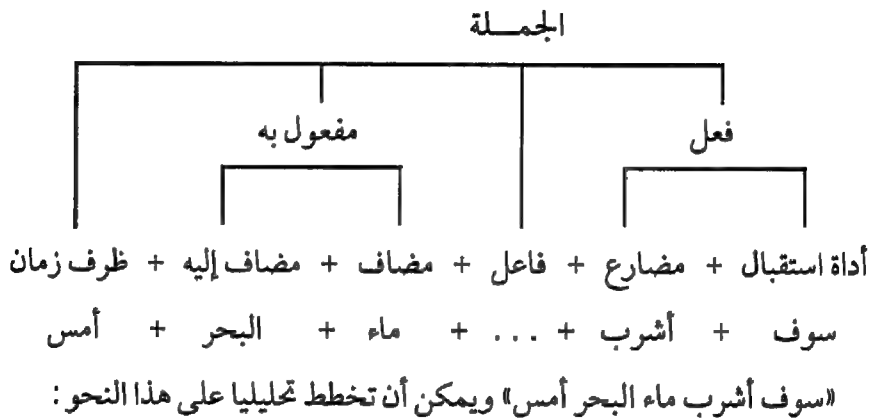 الجمـــلة
فعل مفعول به
أداة استقبال + مضارع + فاعل + مضاف + مضاف إليه + ظرف زمان
سوف + أشرب + ... + ماء + البحر + أمس
«سوف أشرب ماء البحر أمس» ويمكن أن تخطط تحليليا على هذا النحو :